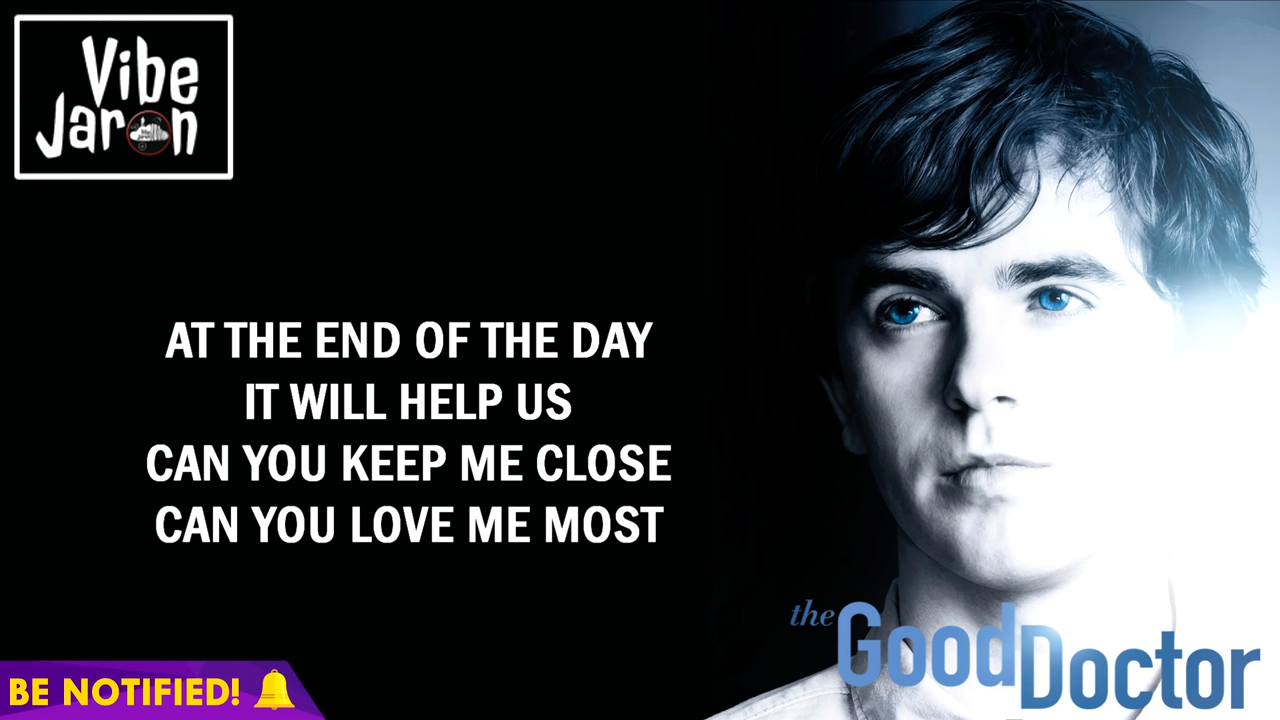 Vibe
Jaron
AT THE END OF THE DAY
IT WILL HELP US
CAN YOU KEEP ME CLOSE
CAN YOU LOVE ME MOST
the Good Doctor
BE NOTIFIED!